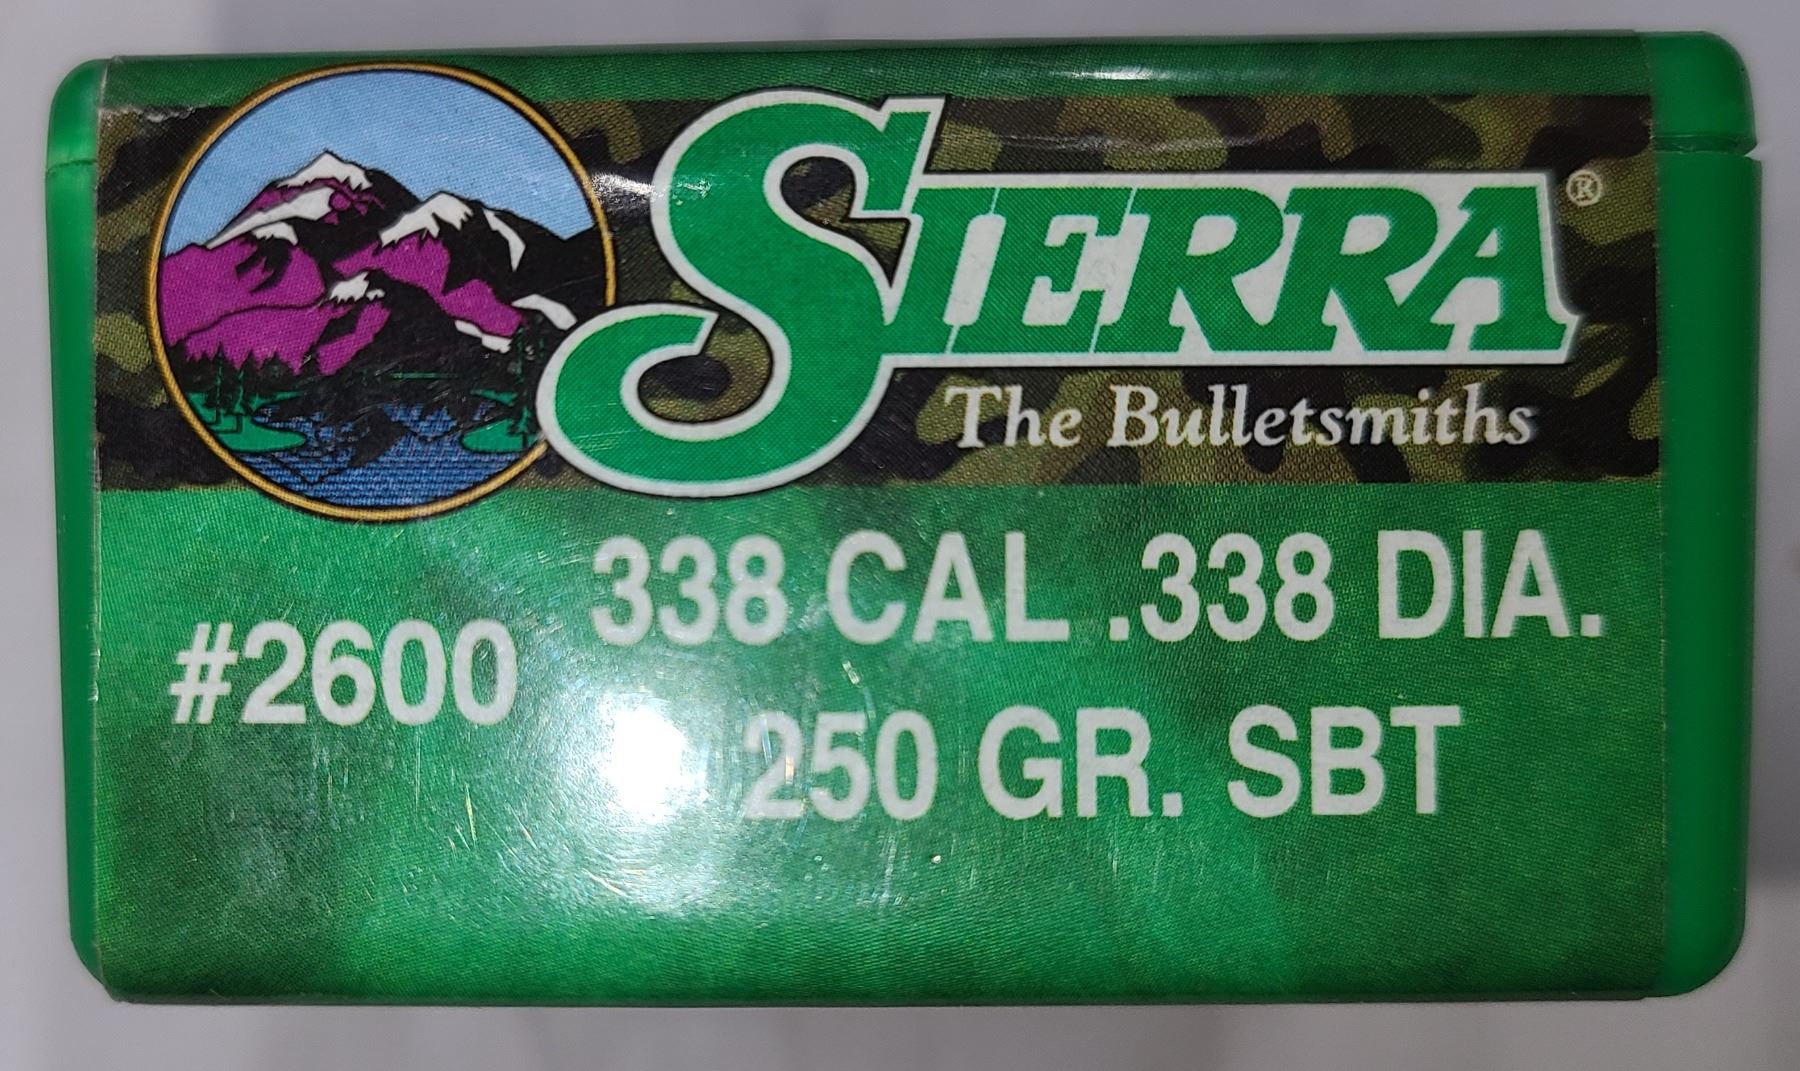 SIERRA®
The Bulletsmiths
#2600
338 CAL .338 DIA.
250 GR. SBT